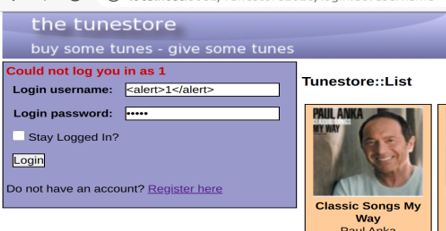 the tunestore
buy some tunes - give some tunes
Could not log you in as 1
Login username: <alert>1</alert>
Login password: •••••
Stay Logged In?
Login
Do not have an account? Register here
Tunestore::List
PAUL ANKA
CLASSIC SONGS
MY WAY
Classic Songs My
Way
Paul Anka